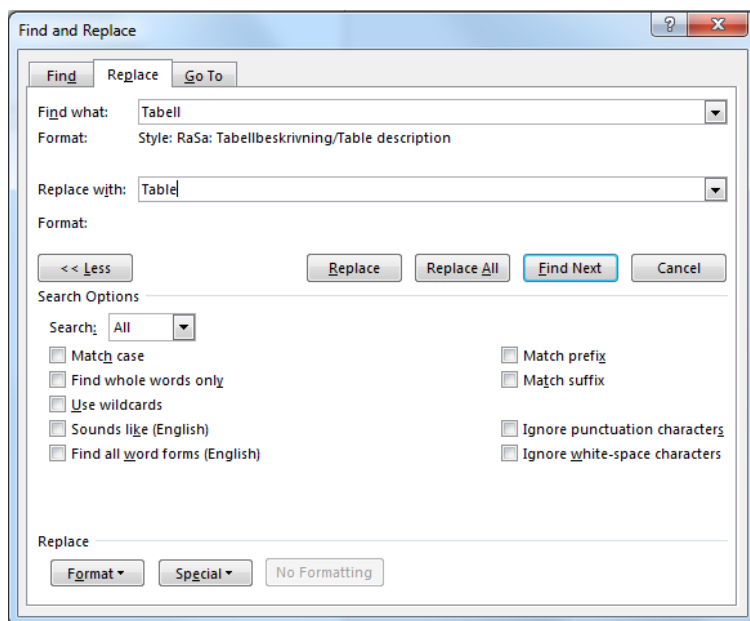 Find and Replace
Find Replace Go To
Find what: Tabell
Format: Style: RaSa: Tabellbeskrivning/Table description
Replace with: Table
Format:
<< Less Replace Replace All Find Next Cancel
Search Options
Search: All
Match case Match prefix
Find whole words only Match suffix
Use wildcards
Sounds like (English) Ignore punctuation characters
Find all word forms (English) Ignore white-space characters
Replace
Format Special No Formatting